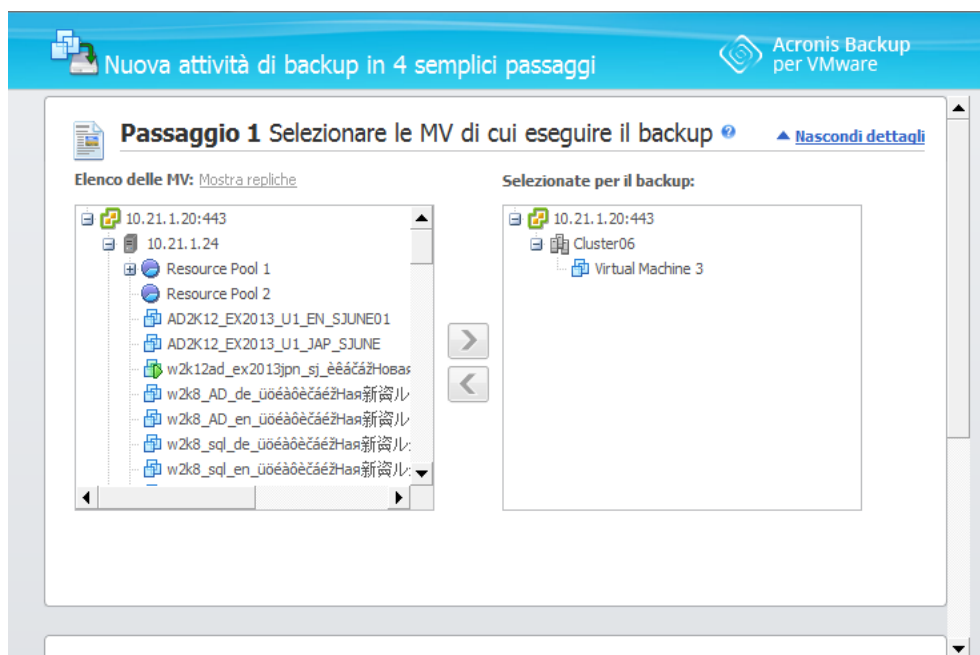 Nuova attività di backup in 4 semplici passaggi
Acronis Backup
per VMware
Passaggio 1 Selezionare le MV di cui eseguire il backup
Nascondi dettagli
Elenco delle MV: Mostra repliche
10.21.1.20:443
10.21.1.24
Resource Pool 1
Resource Pool 2
AD2K12_EX2013_U1_EN_SJUNE01
AD2K12_EX2013_U1_JAP_SJUNE
w2k12ad_ex2013jpn_sj_èêáčážНовая
w2k8_AD_de_üöéàôèčáéžНая新窗ル
w2k8_AD_en_üöéàôèčáéžНая新窗ル
w2k8_sql_de_üöéàôèčáéžНая新窗ル
w2k8_sql_en_üöéàôèčáéžНая新窗ル
Selezionate per il backup:
10.21.1.20:443
Cluster06
Virtual Machine 3